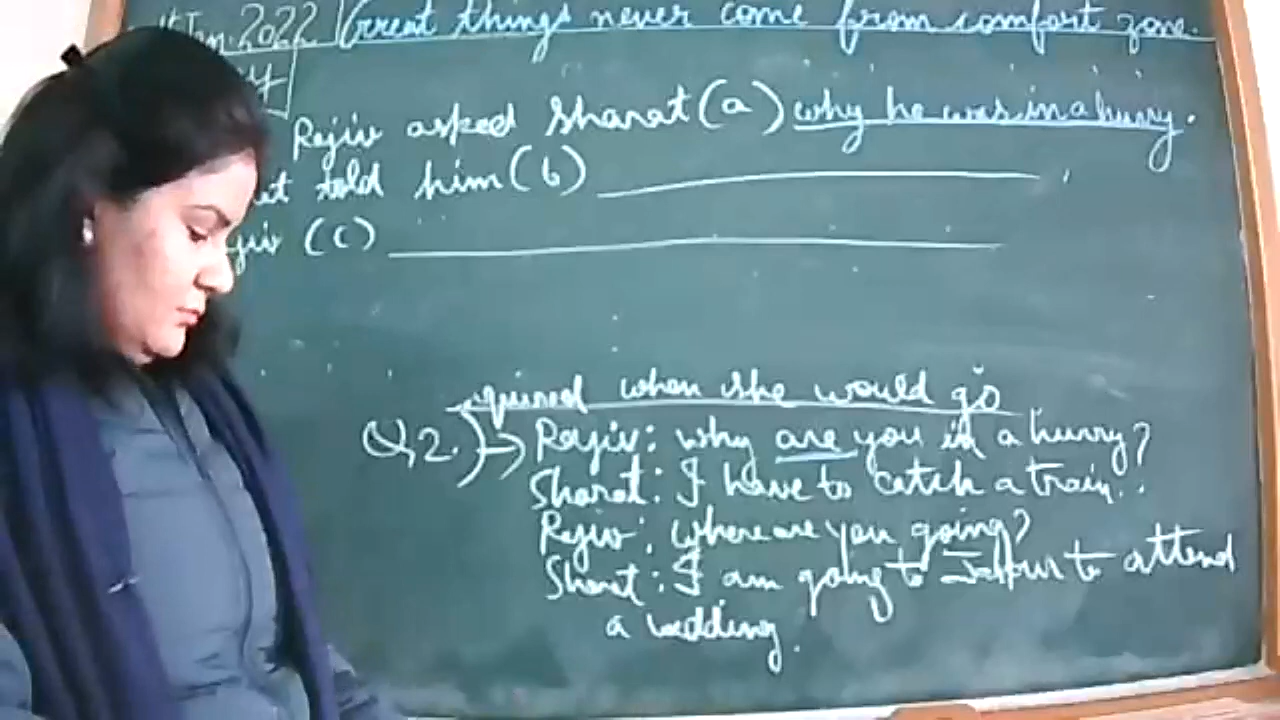 Jan. 2022 Great things never come from comfort zone.
Rajiv asked Sharat (a) why he was in a hurry.
told him (b) ,
(c)
when she would go
Q2.) → Rajiv: why are you in a hurry?
Sharat: I have to catch a train..
Rajiv: where are you going?
Sharat: I am going to to attend
a wedding.